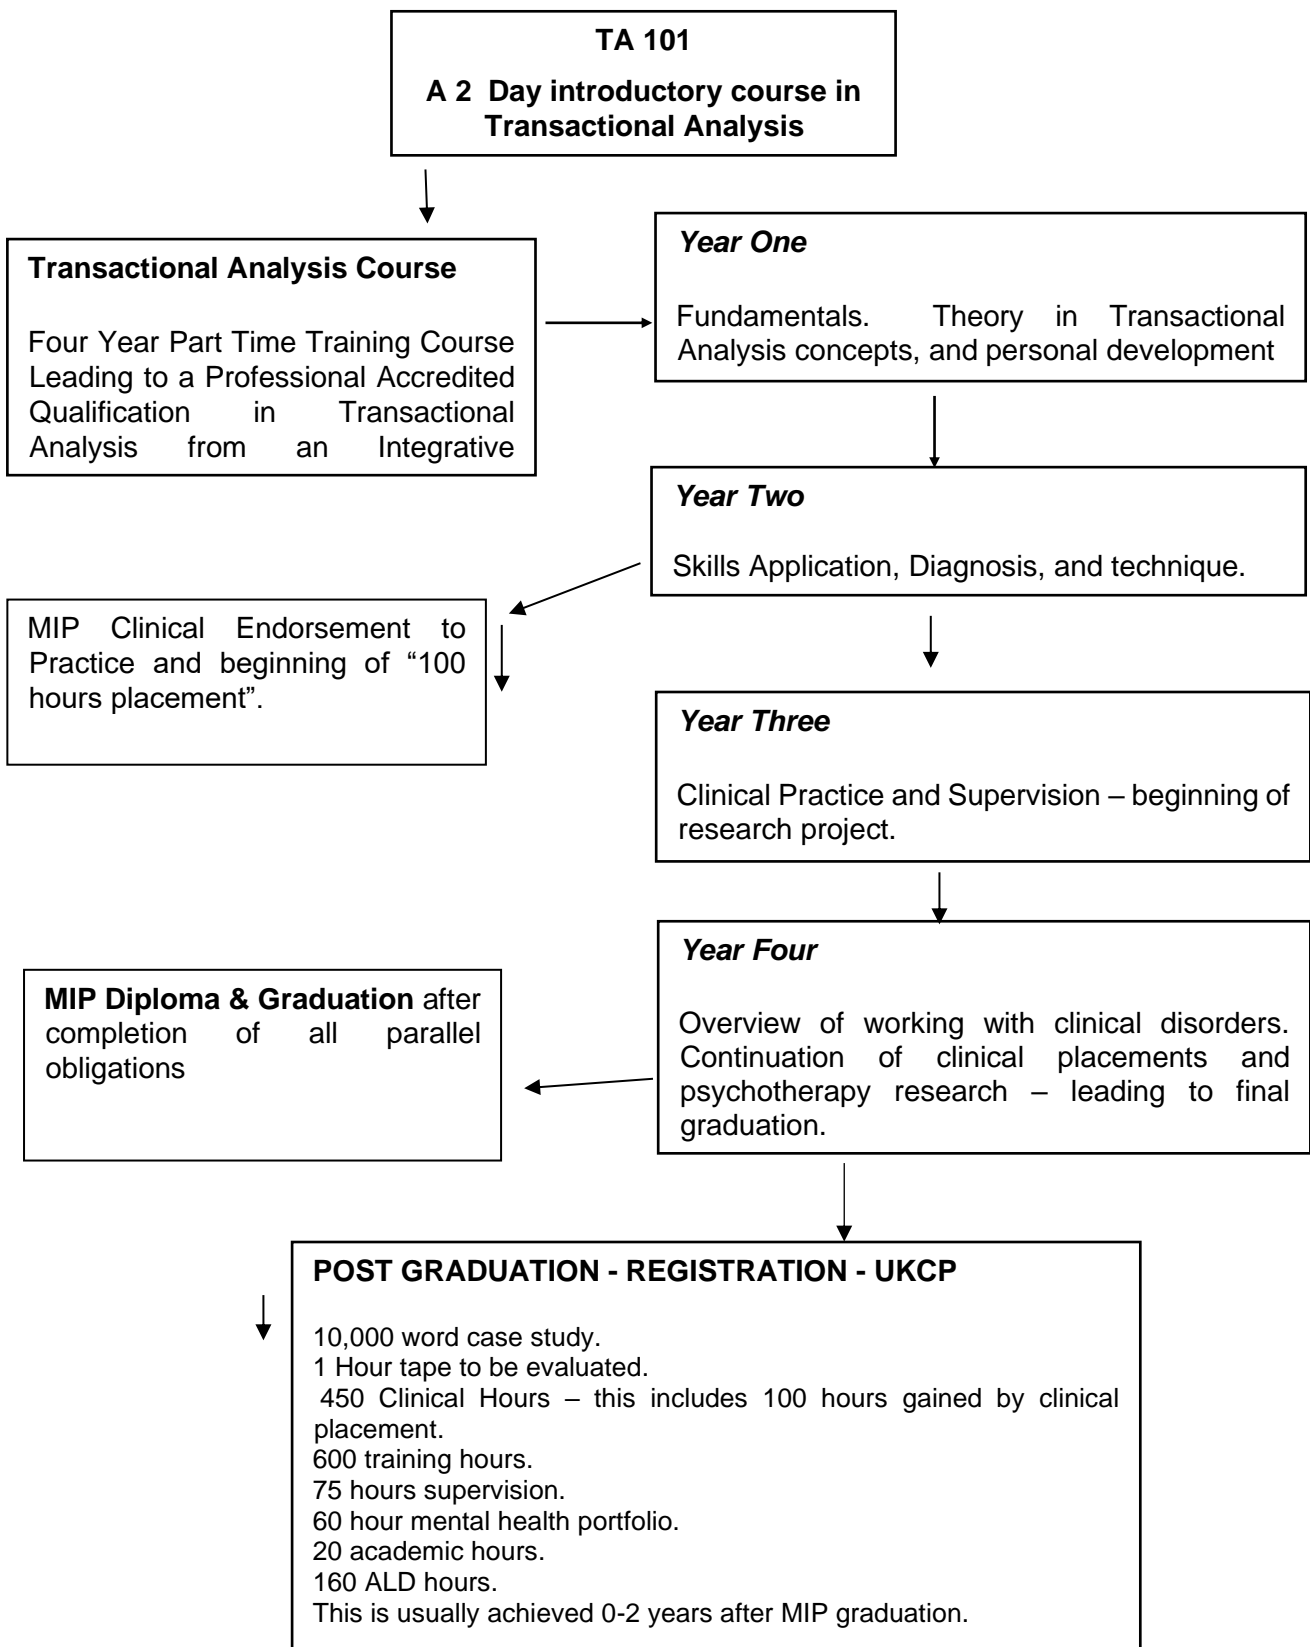 TA 101
A 2 Day introductory course in
Transactional Analysis
Transactional Analysis Course
Four Year Part Time Training Course
Leading to a Professional Accredited
Qualification in Transactional
Analysis from an Integrative
Year One
Fundamentals. Theory in Transactional
Analysis concepts, and personal development
Year Two
Skills Application, Diagnosis, and technique.
MIP Clinical Endorsement to
Practice and beginning of “100
hours placement”.
Year Three
Clinical Practice and Supervision – beginning of
research project.
Year Four
Overview of working with clinical disorders.
Continuation of clinical placements and
psychotherapy research – leading to final
graduation.
MIP Diploma & Graduation after
completion of all parallel
obligations
POST GRADUATION - REGISTRATION - UKCP
10,000 word case study.
1 Hour tape to be evaluated.
450 Clinical Hours – this includes 100 hours gained by clinical
placement.
600 training hours.
75 hours supervision.
60 hour mental health portfolio.
20 academic hours.
160 ALD hours.
This is usually achieved 0-2 years after MIP graduation.